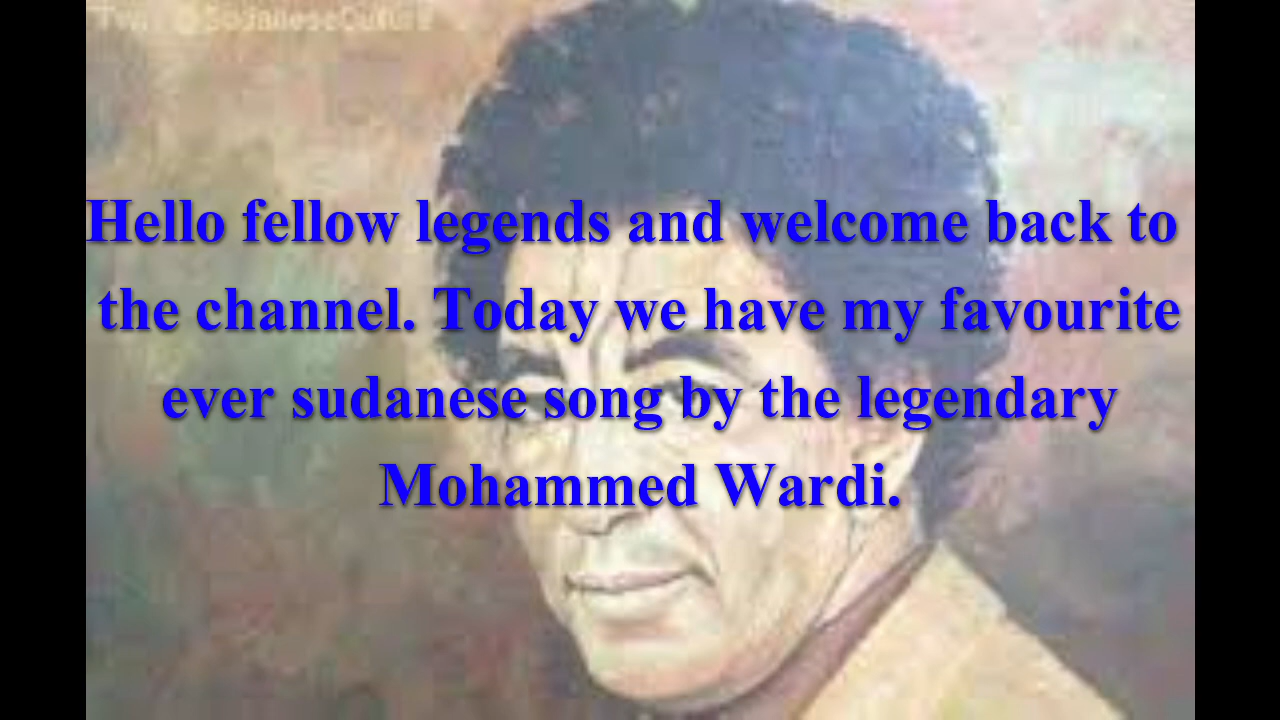 @SudaneseCulture
Hello fellow legends and welcome back to
the channel. Today we have my favourite
ever sudanese song by the legendary
Mohammed Wardi.